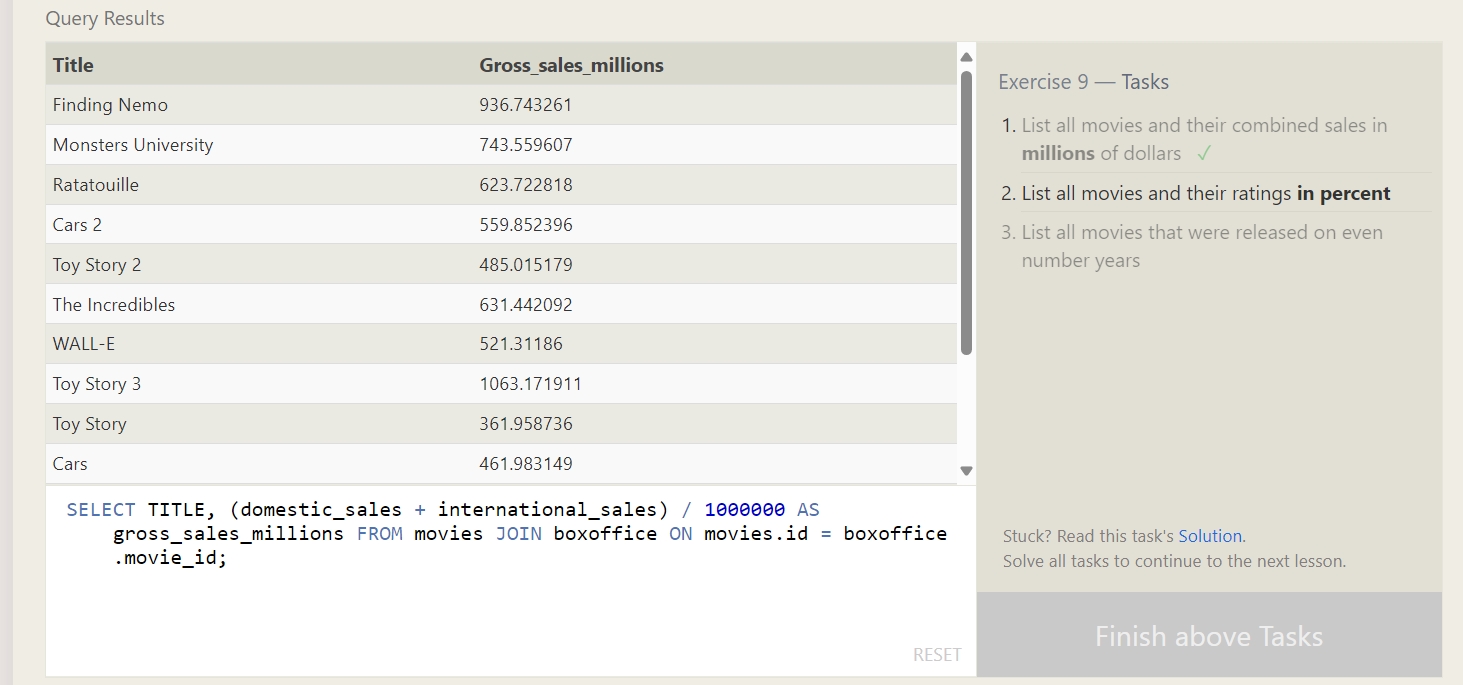 Query Results
Title Gross_sales_millions
Finding Nemo 936.743261
Monsters University 743.559607
Ratatouille 623.722818
Cars 2 559.852396
Toy Story 2 485.015179
The Incredibles 631.442092
WALL-E 521.31186
Toy Story 3 1063.171911
Toy Story 361.958736
Cars 461.983149
SELECT TITLE, (domestic_sales + international_sales) / 1000000 AS
gross_sales_millions FROM movies JOIN boxoffice ON movies.id = boxoffice
.movie_id;
RESET
Exercise 9 — Tasks
1. List all movies and their combined sales in
millions of dollars ✓
2. List all movies and their ratings in percent
3. List all movies that were released on even
number years
Stuck? Read this task's Solution.
Solve all tasks to continue to the next lesson.
Finish above Tasks